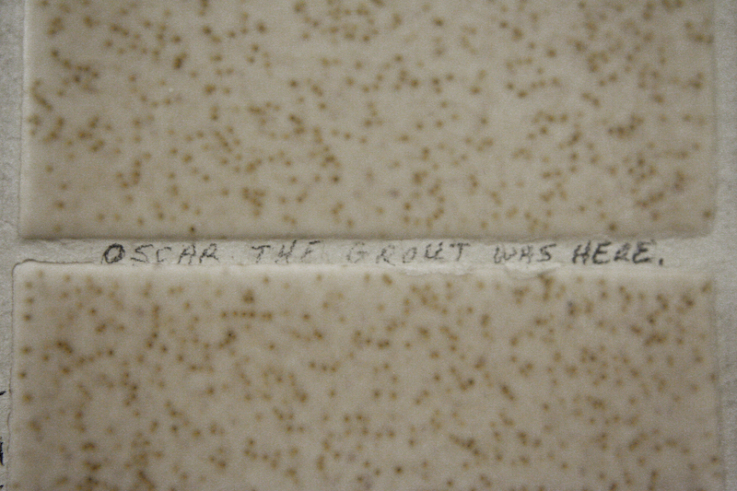 OSCAR THE GROUT WAS HERE.